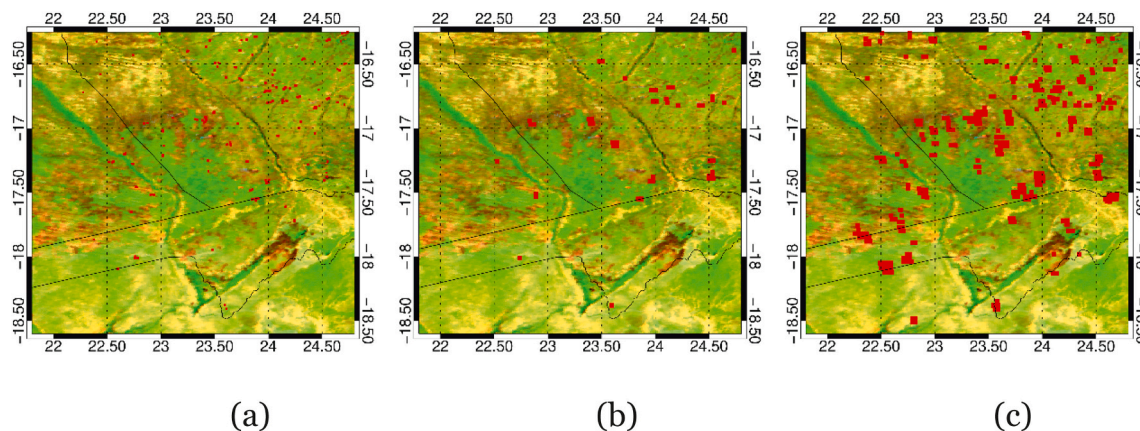 22 22.50 23 23.50 24 24.50 22 22.50 23 23.50 24 24.50 22 22.50 23 23.50 24 24.50
−16.50 −16.50 −16.50 −16.50 −16.50
−17 −17 −17 −17 −17 −17
−17.50 −17.50 −17.50 −17.50 −17.50
−18 −18 −18 −18 −18 −18
−18.50 −18.50 −18.50 −18.50 −18.50
22 22.50 23 23.50 24 24.50 22 22.50 23 23.50 24 24.50 22 22.50 23 23.50 24 24.50
(a) (b) (c)